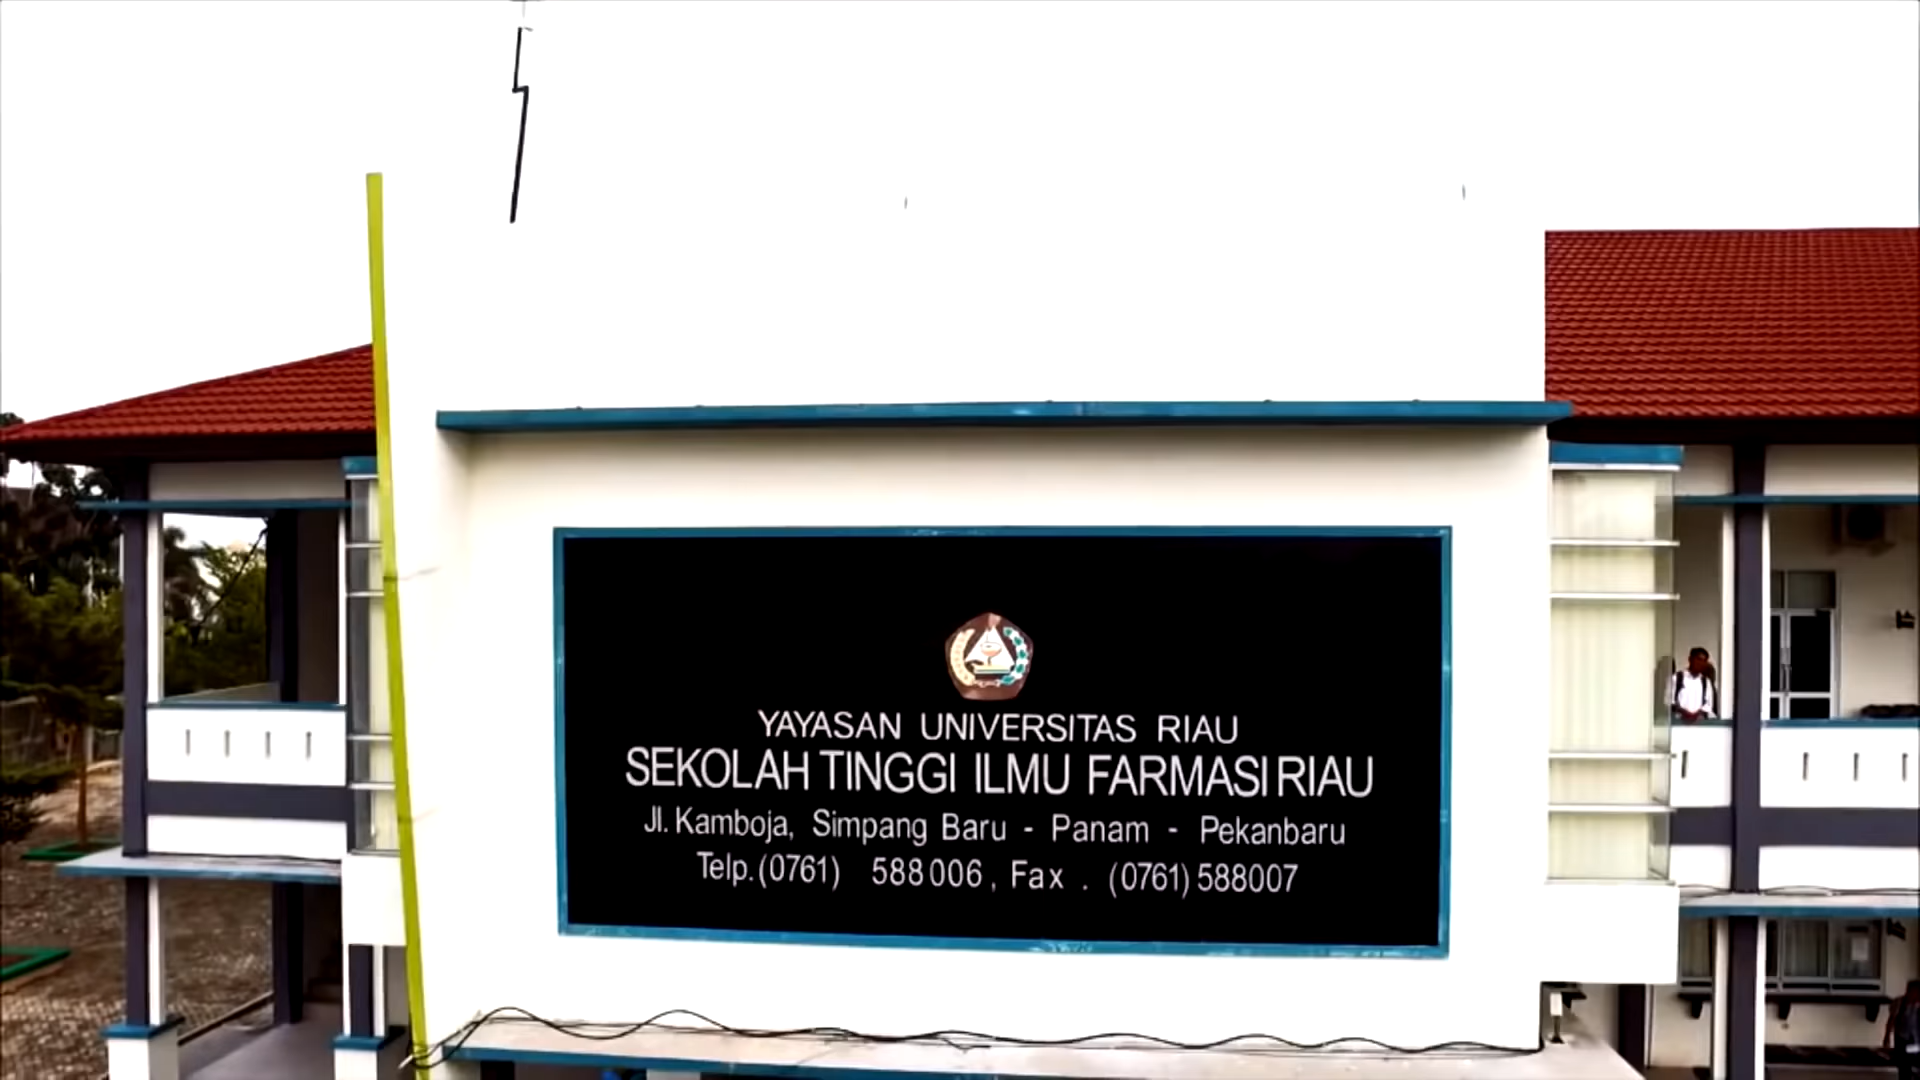 YAYASAN UNIVERSITAS RIAU
SEKOLAH TINGGI ILMU FARMASI RIAU
Jl. Kamboja, Simpang Baru - Panam - Pekanbaru
Telp. (0761) 588006, Fax . (0761) 588007